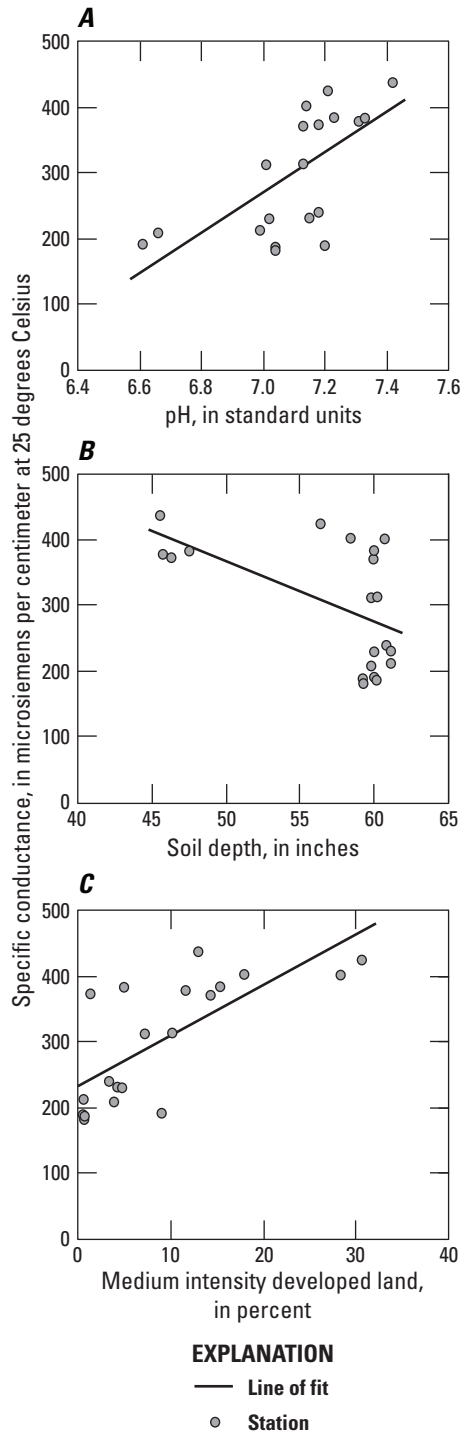 Specific conductance, in microsiemens per centimeter at 25 degrees Celsius
A
500
400
300
200
100
0
6.4 6.6 6.8 7.0 7.2 7.4 7.6
pH, in standard units
B
500
400
300
200
100
0
40 45 50 55 60 65
Soil depth, in inches
C
500
400
300
200
100
0
0 10 20 30 40
Medium intensity developed land,
in percent
EXPLANATION
Line of fit
Station